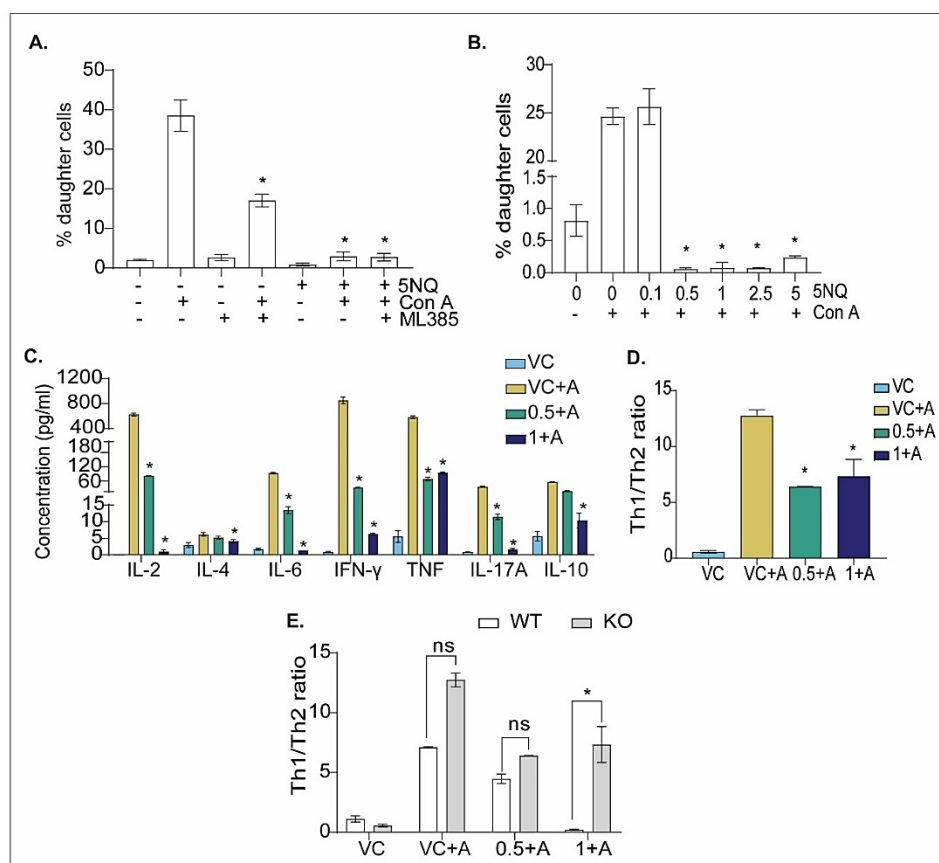 A.
% daughter cells
50
40
30
20
10
0
- - - - + + + 5NQ
- + - + - + + Con A
- - + + - - + ML385
* * *
B.
% daughter cells
30
25
20
15
10
5
1.0
0.5
0.0
* * * *
0 0 0.1 0.5 1 2.5 5 5NQ
- + + + + + + Con A
C.
Concentration (pg/ml)
1200
800
400
180
120
60
15
10
5
0
VC
VC+A
0.5+A
1+A
* * * * * * * * * * * *
IL-2 IL-4 IL-6 IFN-γ TNF IL-17A IL-10
D.
Th1/Th2 ratio
15
10
5
0
VC
VC+A
0.5+A
1+A
* *
VC VC+A 0.5+A 1+A
E.
WT KO
Th1/Th2 ratio
15
10
5
0
ns ns *
VC VC+A 0.5+A 1+A